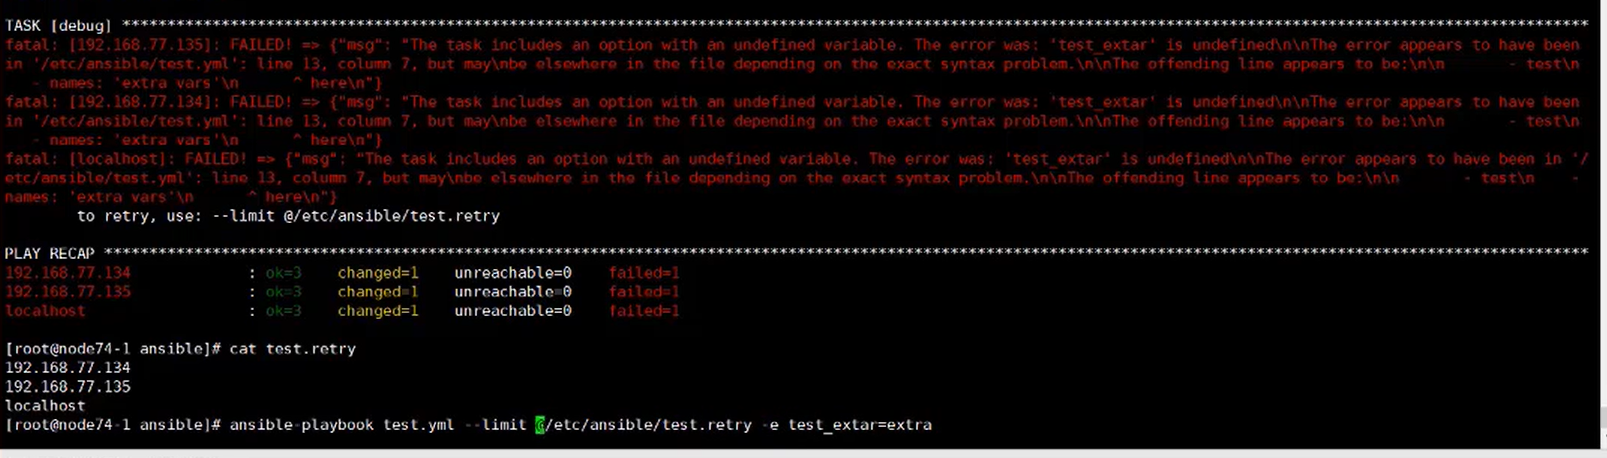 TASK [debug] ********************************************************************************************************************************************************************
fatal: [192.168.77.135]: FAILED! => {"msg": "The task includes an option with an undefined variable. The error was: 'test_extar' is undefined\n\nThe error appears to have been
in '/etc/ansible/test.yml': line 13, column 7, but may\nbe elsewhere in the file depending on the exact syntax problem.\n\nThe offending line appears to be:\n\n       - test\n
   - names: 'extra vars'\n      ^ here\n"}
fatal: [192.168.77.134]: FAILED! => {"msg": "The task includes an option with an undefined variable. The error was: 'test_extar' is undefined\n\nThe error appears to have been
in '/etc/ansible/test.yml': line 13, column 7, but may\nbe elsewhere in the file depending on the exact syntax problem.\n\nThe offending line appears to be:\n\n       - test\n
   - names: 'extra vars'\n      ^ here\n"}
fatal: [localhost]: FAILED! => {"msg": "The task includes an option with an undefined variable. The error was: 'test_extar' is undefined\n\nThe error appears to have been in '/
etc/ansible/test.yml': line 13, column 7, but may\nbe elsewhere in the file depending on the exact syntax problem.\n\nThe offending line appears to be:\n\n       - test\n    -
names: 'extra vars'\n      ^ here\n"}
        to retry, use: --limit @/etc/ansible/test.retry
PLAY RECAP **********************************************************************************************************************************************************************
192.168.77.134             : ok=3    changed=1    unreachable=0    failed=1
192.168.77.135             : ok=3    changed=1    unreachable=0    failed=1
localhost                  : ok=3    changed=1    unreachable=0    failed=1
[root@node74-1 ansible]# cat test.retry
192.168.77.134
192.168.77.135
localhost
[root@node74-1 ansible]# ansible-playbook test.yml --limit @/etc/ansible/test.retry -e test_extar=extra